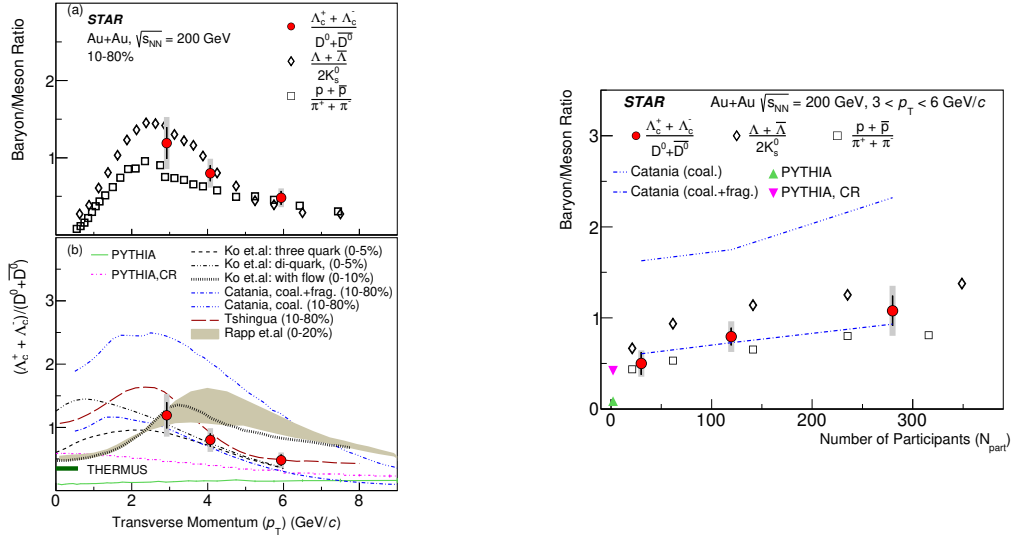 (a)
STAR
Au+Au, √s_NN = 200 GeV
10-80%
Λc+ + Λc-
D0+D̅0̅
Λ + Λ̅
2Ks0
p + p̅
π+ + π-
Baryon/Meson Ratio
2
1
(b)
PYTHIA
PYTHIA,CR
Ko et.al: three quark (0-5%)
Ko et.al: di-quark, (0-5%)
Ko et.al: with flow (0-10%)
Catania, coal.+frag. (10-80%)
Catania, coal. (10-80%)
Tshingua (10-80%)
Rapp et.al (0-20%)
(Λc+ + Λc-)/(D0+D̅0̅)
3
2
1
0
THERMUS
0 2 4 6 8
Transverse Momentum (pT) (GeV/c)
STAR Au+Au √s_NN = 200 GeV, 3 < pT < 6 GeV/c
Λc+ + Λc-
D0+D̅0̅
Λ + Λ̅
2Ks0
p + p̅
π+ + π-
Catania (coal.)
PYTHIA
Catania (coal.+frag.)
PYTHIA, CR
Baryon/Meson Ratio
3
2
1
0
0 100 200 300
Number of Participants (Npart)